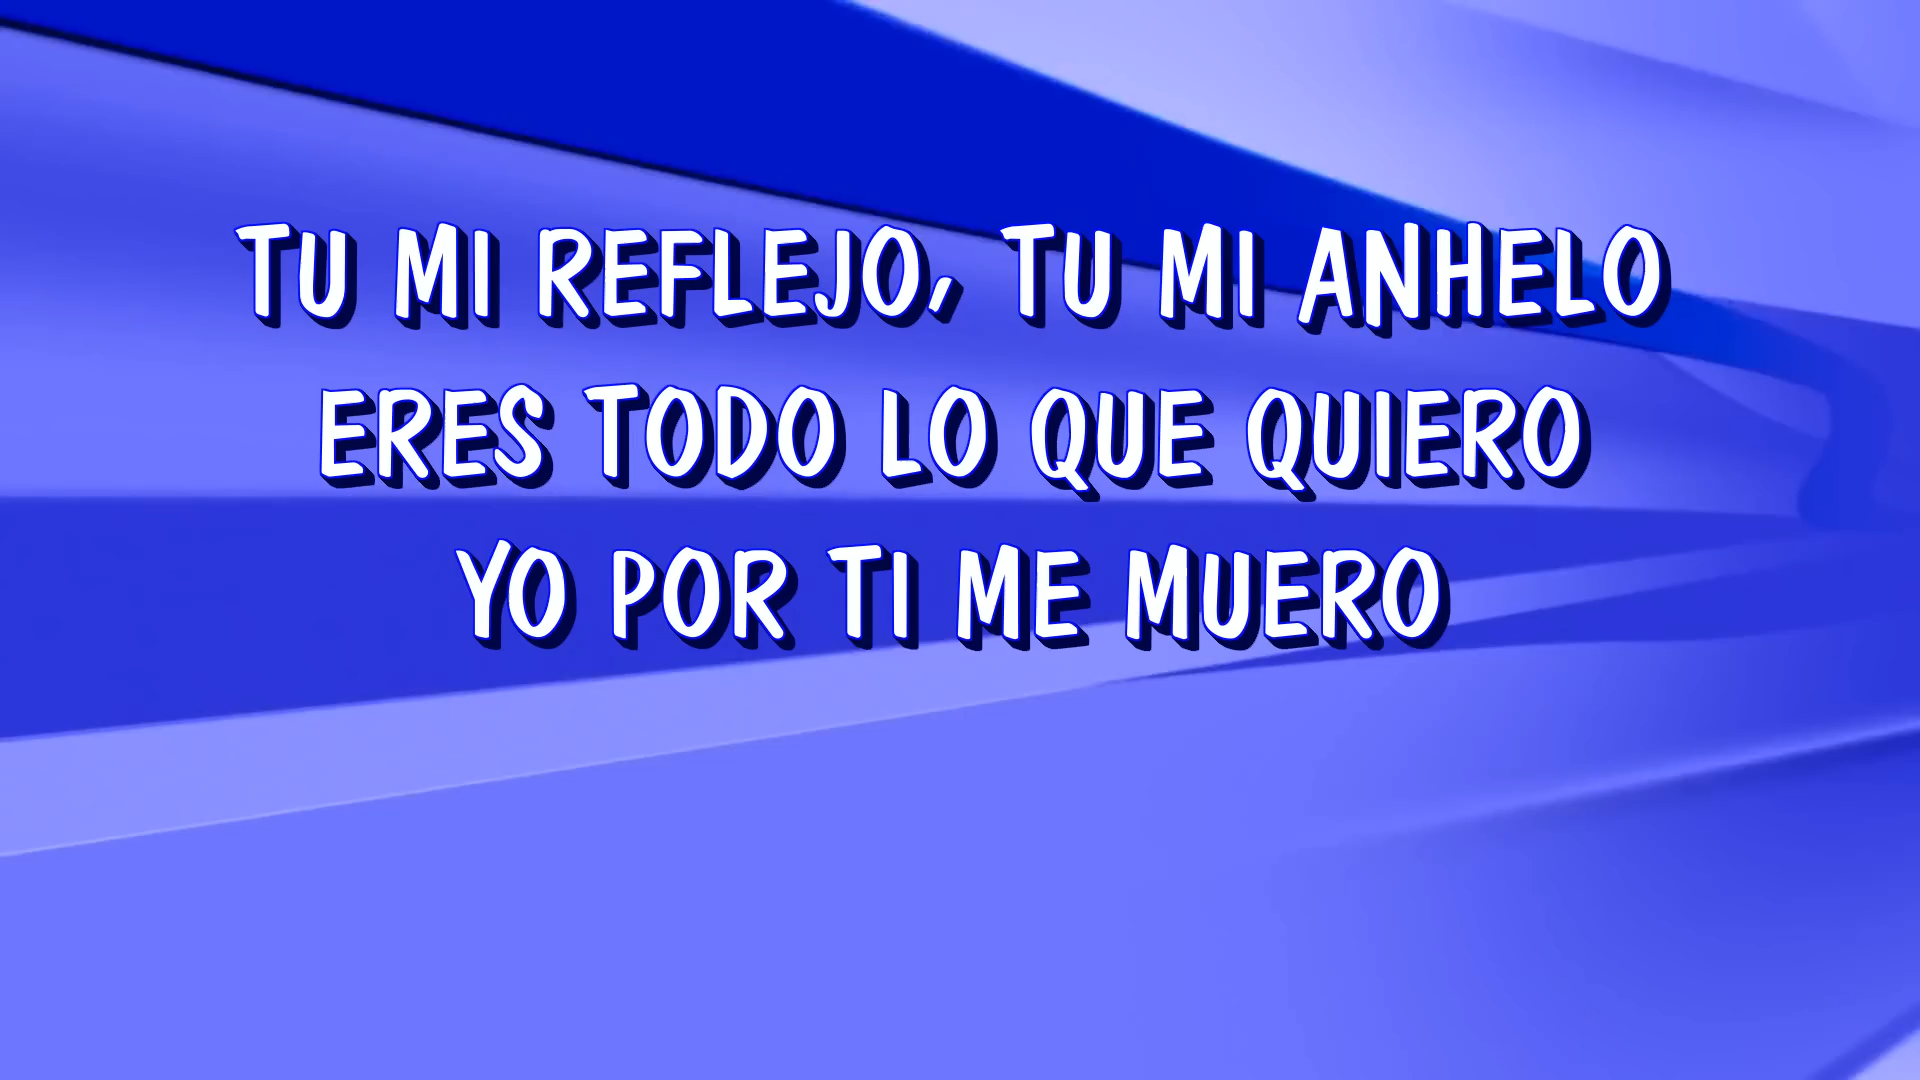 TU MI REFLEJO, TU MI ANHELO
ERES TODO LO QUE QUIERO
YO POR TI ME MUERO